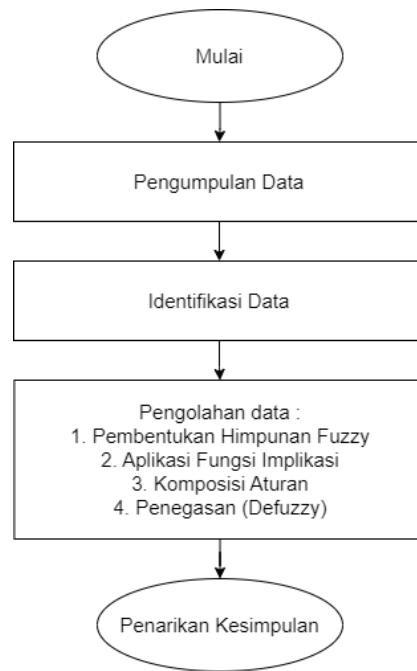 Mulai
Pengumpulan Data
Identifikasi Data
Pengolahan data :
1. Pembentukan Himpunan Fuzzy
2. Aplikasi Fungsi Implikasi
3. Komposisi Aturan
4. Penegasan (Defuzzy)
Penarikan Kesimpulan